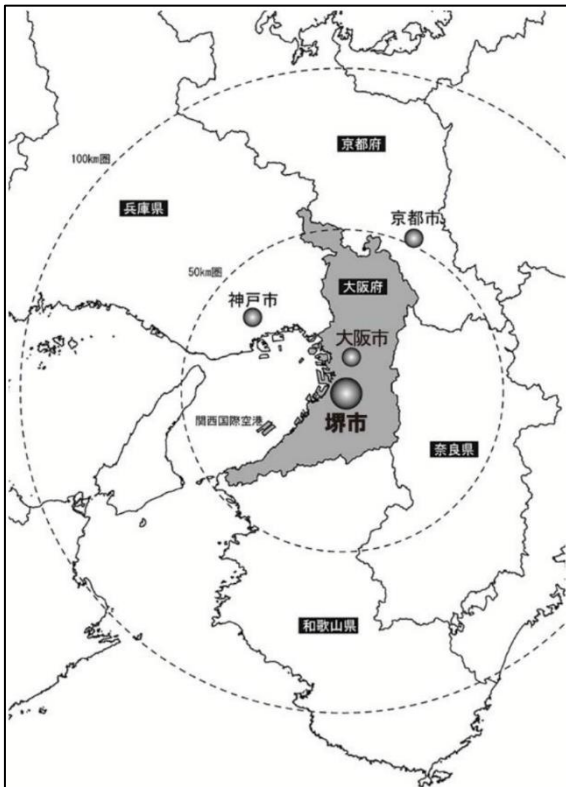 京都府
100km圏
兵庫県
京都市
50km圏
大阪府
神戸市
大阪市
関西国際空港
堺市
奈良県
和歌山県